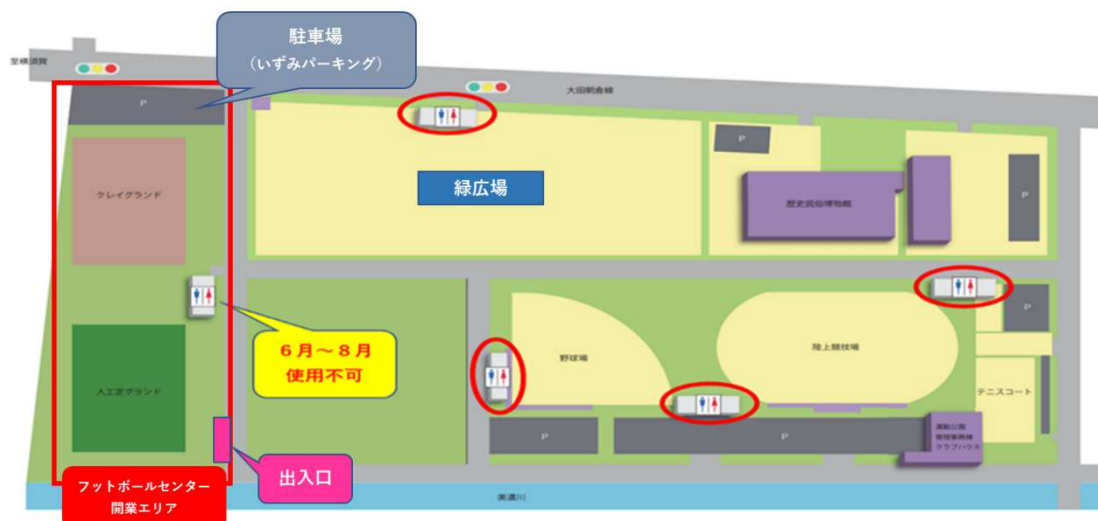 駐車場
（いずみパーキング）
至横須賀
大田朝倉線
P
緑広場
P
P
クレイグランド
歴史民俗博物館
6月～8月
使用不可
野球場
陸上競技場
人工芝グランド
テニスコート
P
P
運動公園
管理事務棟
クラブハウス
出入口
フットボールセンター
開業エリア
美濃川